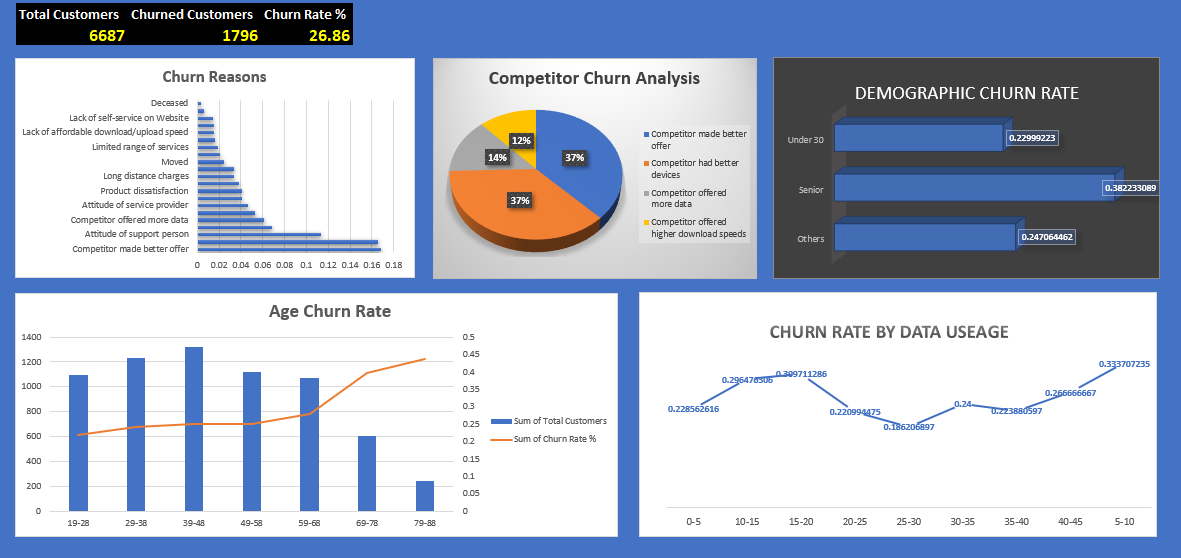 Total Customers Churned Customers Churn Rate %
6687 1796 26.86
Churn Reasons
Deceased
Lack of self-service on Website
Lack of affordable download/upload speed
Limited range of services
Moved
Long distance charges
Product dissatisfaction
Attitude of service provider
Competitor offered more data
Attitude of support person
Competitor made better offer
0 0.02 0.04 0.06 0.08 0.1 0.12 0.14 0.16 0.18
Competitor Churn Analysis
12%
14%
37%
37%
Competitor made better
offer
Competitor had better
devices
Competitor offered
more data
Competitor offered
higher download speeds
DEMOGRAPHIC CHURN RATE
Under 30 0.22999223
Senior 0.382233089
Others 0.247064462
Age Churn Rate
1400
1200
1000
800
600
400
200
0
0.5
0.45
0.4
0.35
0.3
0.25
0.2
0.15
0.1
0.05
0
19-28 29-38 39-48 49-58 59-68 69-78 79-88
Sum of Total Customers
Sum of Churn Rate %
CHURN RATE BY DATA USEAGE
0.228562616
0.296476306
0.309711286
0.220994475
0.186206897
0.24
0.223880597
0.266666667
0.333707235
0-5 10-15 15-20 20-25 25-30 30-35 35-40 40-45 5-10